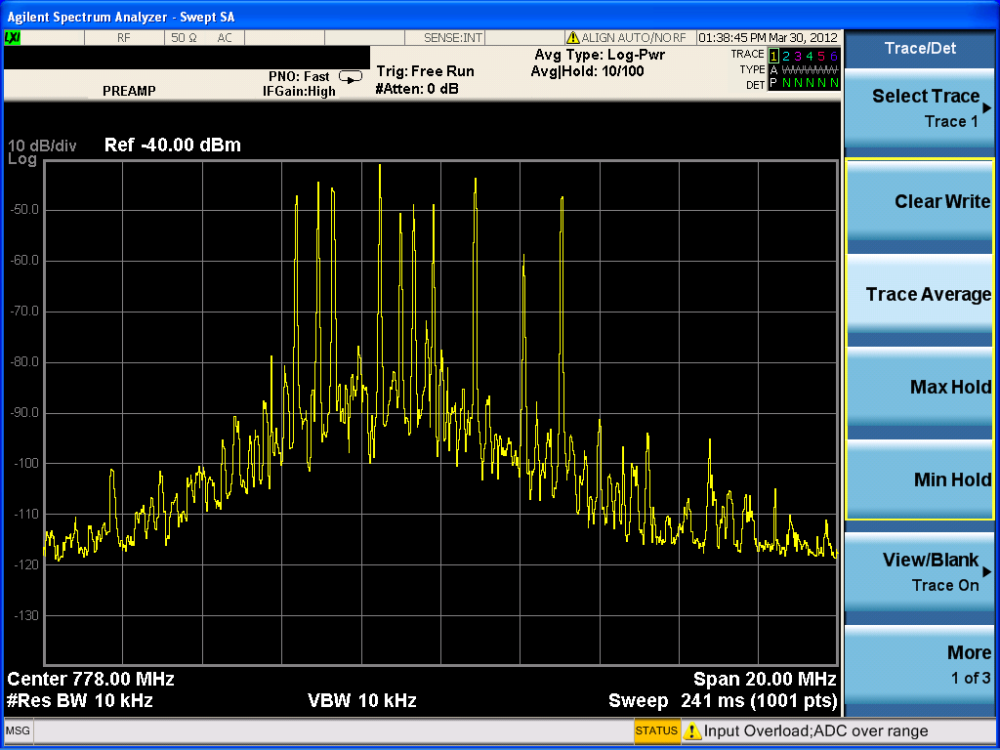 Agilent Spectrum Analyzer - Swept SA
LXI RF 50 Ω AC SENSE:INT ALIGN AUTO/NO RF 01:38:45 PM Mar 30, 2012
PREAMP
PNO: Fast
IFGain:High
Trig: Free Run
#Atten: 0 dB
Avg Type: Log-Pwr
Avg|Hold: 10/100
TRACE 1 2 3 4 5 6
TYPE A WWWWW
DET P N N N N N
10 dB/div Ref -40.00 dBm
Log
-50.0
-60.0
-70.0
-80.0
-90.0
-100
-110
-120
-130
Center 778.00 MHz Span 20.00 MHz
#Res BW 10 kHz VBW 10 kHz Sweep 241 ms (1001 pts)
MSG STATUS Input Overload;ADC over range
Trace/Det
Select Trace
Trace 1
Clear Write
Trace Average
Max Hold
Min Hold
View/Blank
Trace On
More
1 of 3